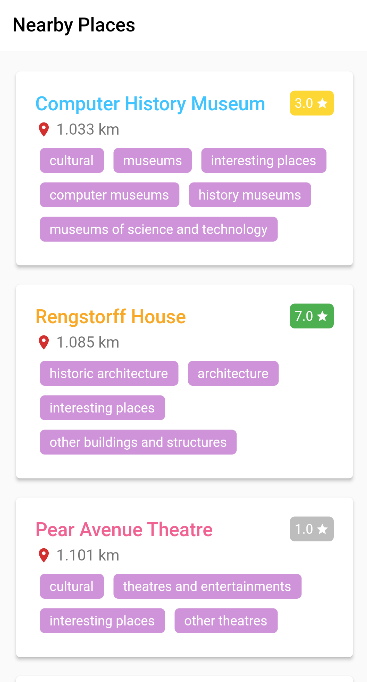 Nearby Places
Computer History Museum
3.0 ★
1.033 km
cultural museums interesting places
computer museums history museums
museums of science and technology
Rengstorff House
7.0 ★
1.085 km
historic architecture architecture
interesting places
other buildings and structures
Pear Avenue Theatre
1.0 ★
1.101 km
cultural theatres and entertainments
interesting places other theatres